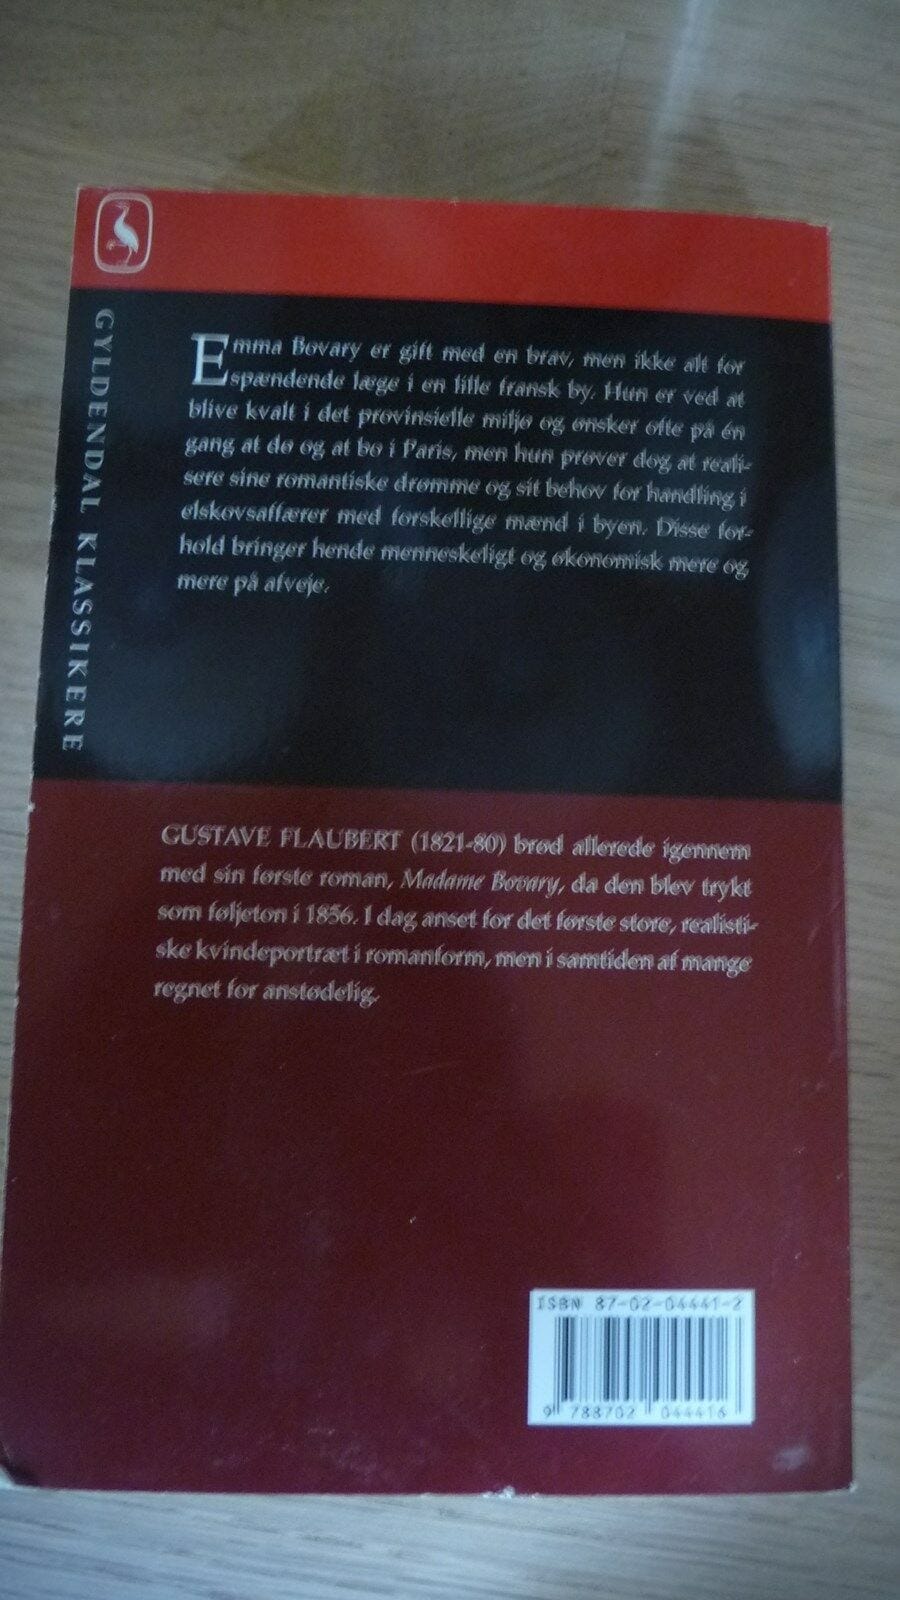 GYLDENDAL KLASSIKERE
Emma Bovary er gift med en brav, men ikke alt for
spændende læge i en lille fransk by. Hun er ved at
blive kvalt i det provinsielle miljø og ønsker ofte på én
gang at dø og at bo i Paris, men hun prøver dog at reali-
sere sine romantiske drømme og sit behov for handling i
elskovsaffærer med forskellige mænd i byen. Disse for-
hold bringer hende menneskeligt og økonomisk mere og
mere på afveje.
GUSTAVE FLAUBERT (1821-80) brød allerede igennem
med sin første roman, Madame Bovary, da den blev trykt
som føljeton i 1856. I dag anset for det første store, realisti-
ske kvindeportræt i romanform, men i samtiden af mange
regnet for anstødelig.
ISBN 87-02-04441-2
9 788702 044416